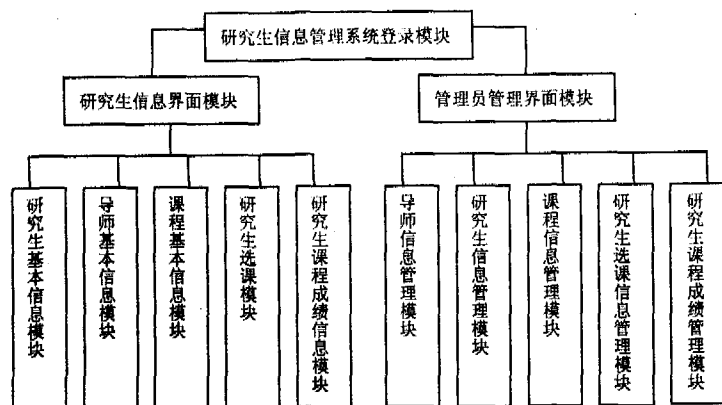 研究生信息管理系统登录模块
研究生信息界面模块
管理员管理界面模块
研究生基本信息模块
导师基本信息模块
课程基本信息模块
研究生选课模块
研究生课程成绩信息模块
导师信息管理模块
研究生信息管理模块
课程信息管理模块
研究生选课信息管理模块
研究生课程成绩管理模块